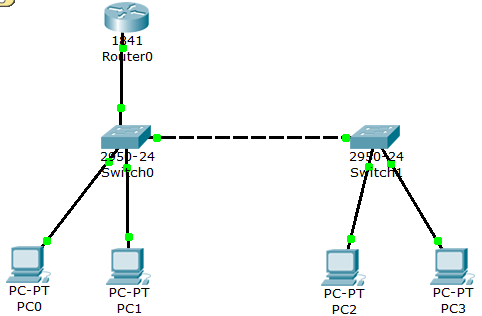 1841
Router0
2950-24
Switch0
2950-24
Switch1
PC-PT
PC0
PC-PT
PC1
PC-PT
PC2
PC-PT
PC3